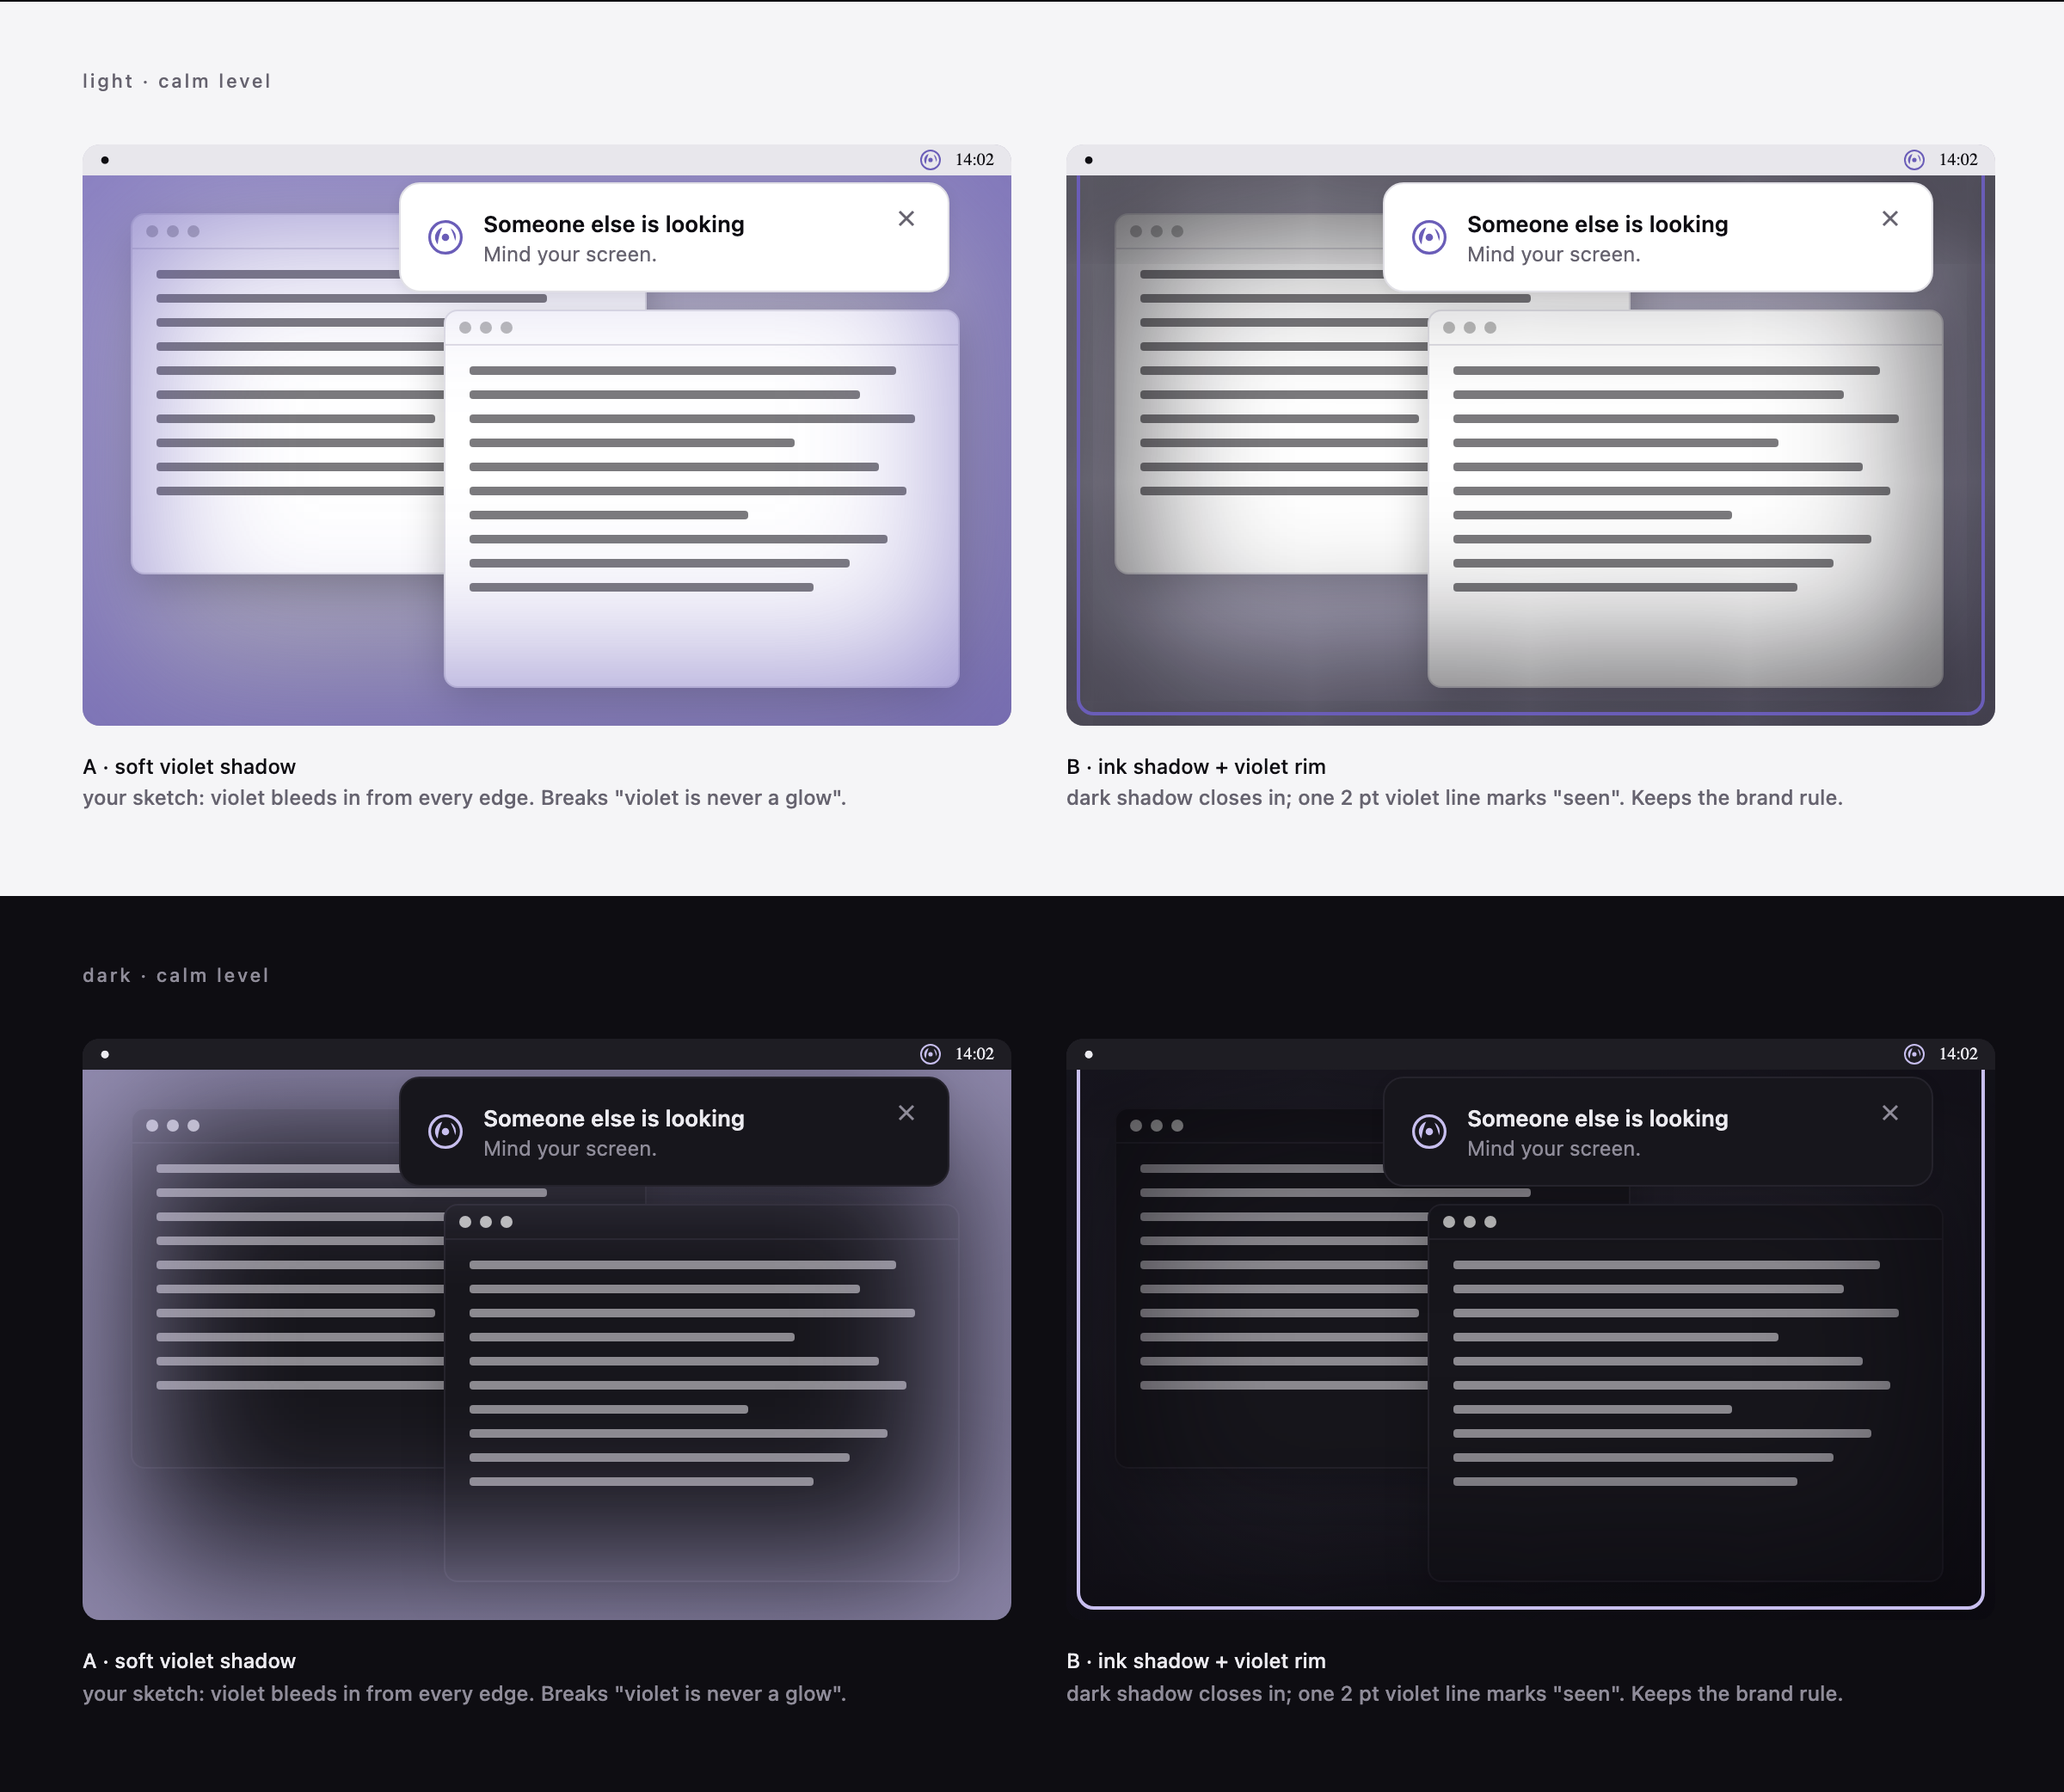 light · calm level
14:02
Someone else is looking
Mind your screen.
14:02
Someone else is looking
Mind your screen.
A · soft violet shadow
your sketch: violet bleeds in from every edge. Breaks "violet is never a glow".
B · ink shadow + violet rim
dark shadow closes in; one 2 pt violet line marks "seen". Keeps the brand rule.
dark · calm level
14:02
Someone else is looking
Mind your screen.
14:02
Someone else is looking
Mind your screen.
A · soft violet shadow
your sketch: violet bleeds in from every edge. Breaks "violet is never a glow".
B · ink shadow + violet rim
dark shadow closes in; one 2 pt violet line marks "seen". Keeps the brand rule.